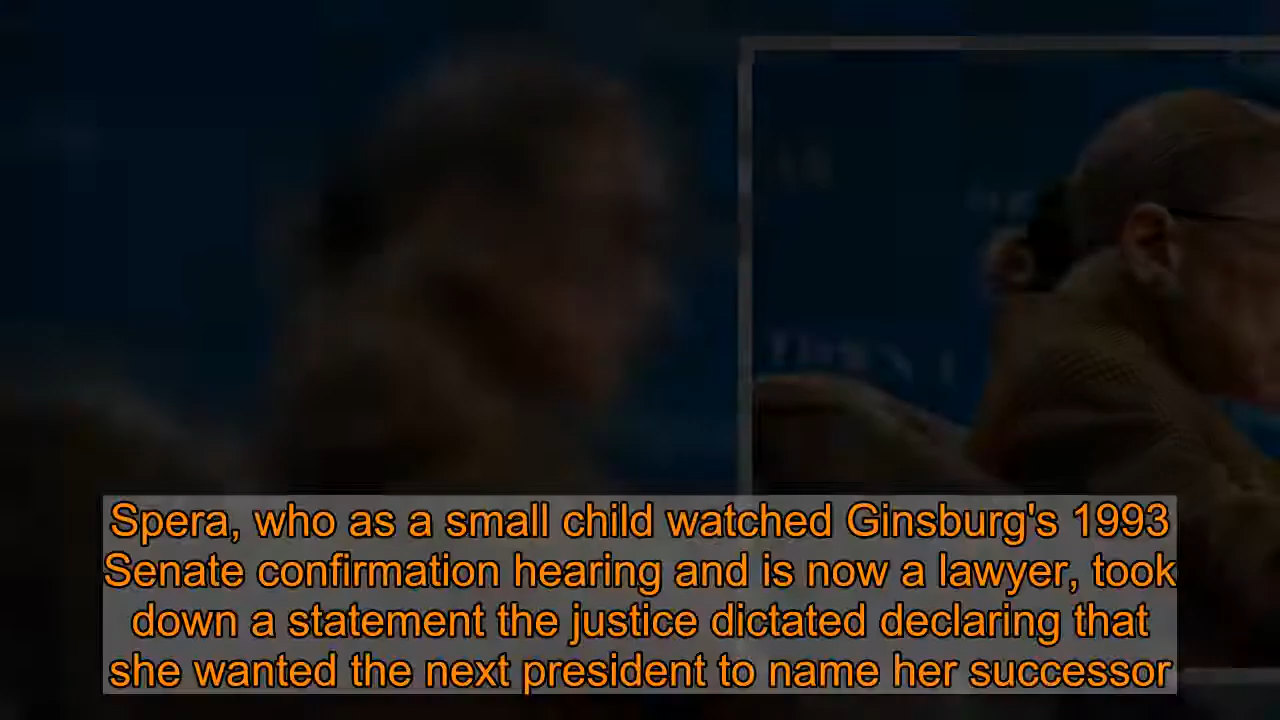 Spera, who as a small child watched Ginsburg's 1993
Senate confirmation hearing and is now a lawyer, took
down a statement the justice dictated declaring that
she wanted the next president to name her successor